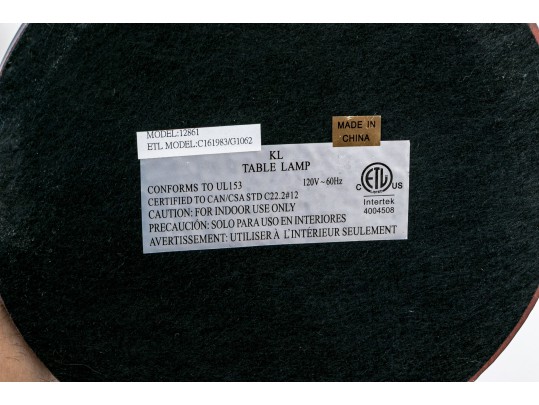 MODEL:12861
ETL MODEL:C161983/G1062
MADE IN
CHINA
KL
TABLE LAMP
CONFORMS TO UL153 120V~60Hz
CERTIFIED TO CAN/CSA STD C22.2#12
CAUTION: FOR INDOOR USE ONLY
PRECAUCIÓN: SOLO PARA USO EN INTERIORES
AVERTISSEMENT: UTILISER À L'INTÉRIEUR SEULEMENT
C ETL US
Intertek
4004508